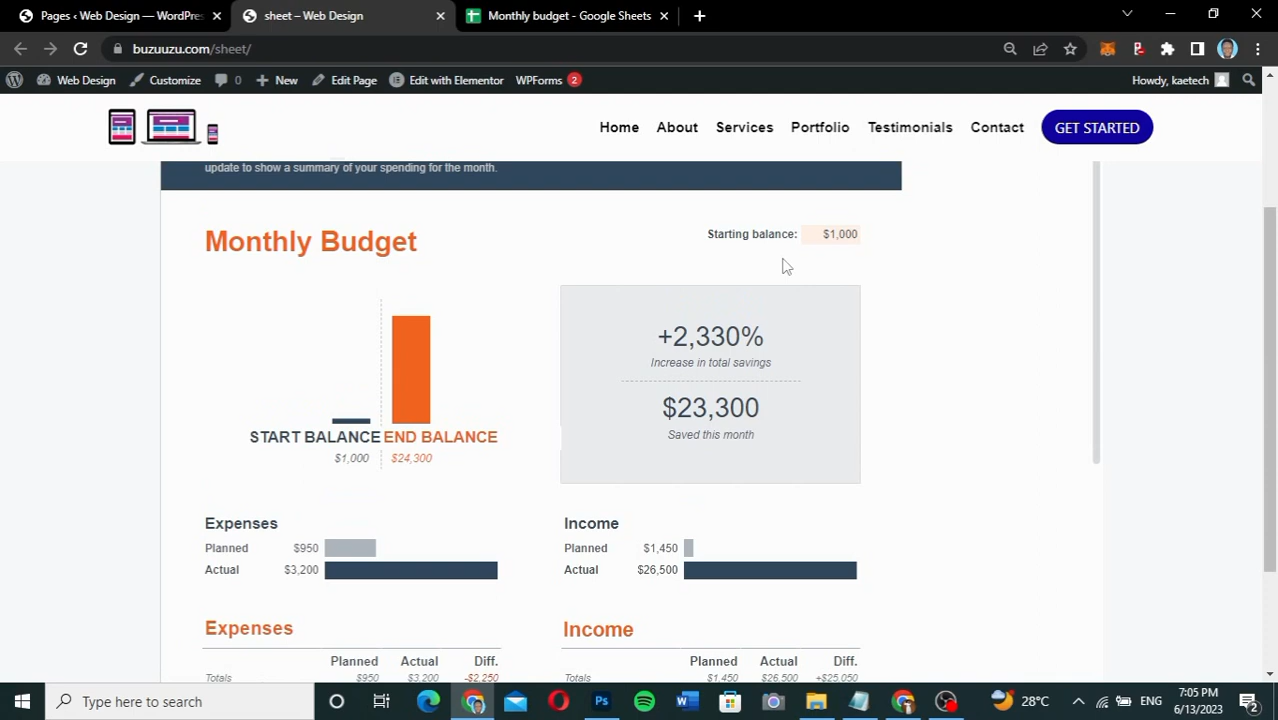 Pages ‹ Web Design — WordPres
sheet – Web Design
Monthly budget - Google Sheets
buzuuzu.com/sheet/
Web Design
Customize
0
New
Edit Page
Edit with Elementor
WPForms 2
Howdy, kaetech
Home
About
Services
Portfolio
Testimonials
Contact
GET STARTED
update to show a summary of your spending for the month.
Monthly Budget
Starting balance: $1,000
+2,330%
Increase in total savings
$23,300
Saved this month
START BALANCE END BALANCE
$1,000 $24,300
Expenses
Planned $950
Actual $3,200
Income
Planned $1,450
Actual $26,500
Expenses
Planned Actual Diff.
Totals $950 $3,200 -$2,250
Income
Planned Actual Diff.
Totals $1,450 $26,500 +$25,050
Type here to search
28°C
ENG
7:05 PM
6/13/2023
2